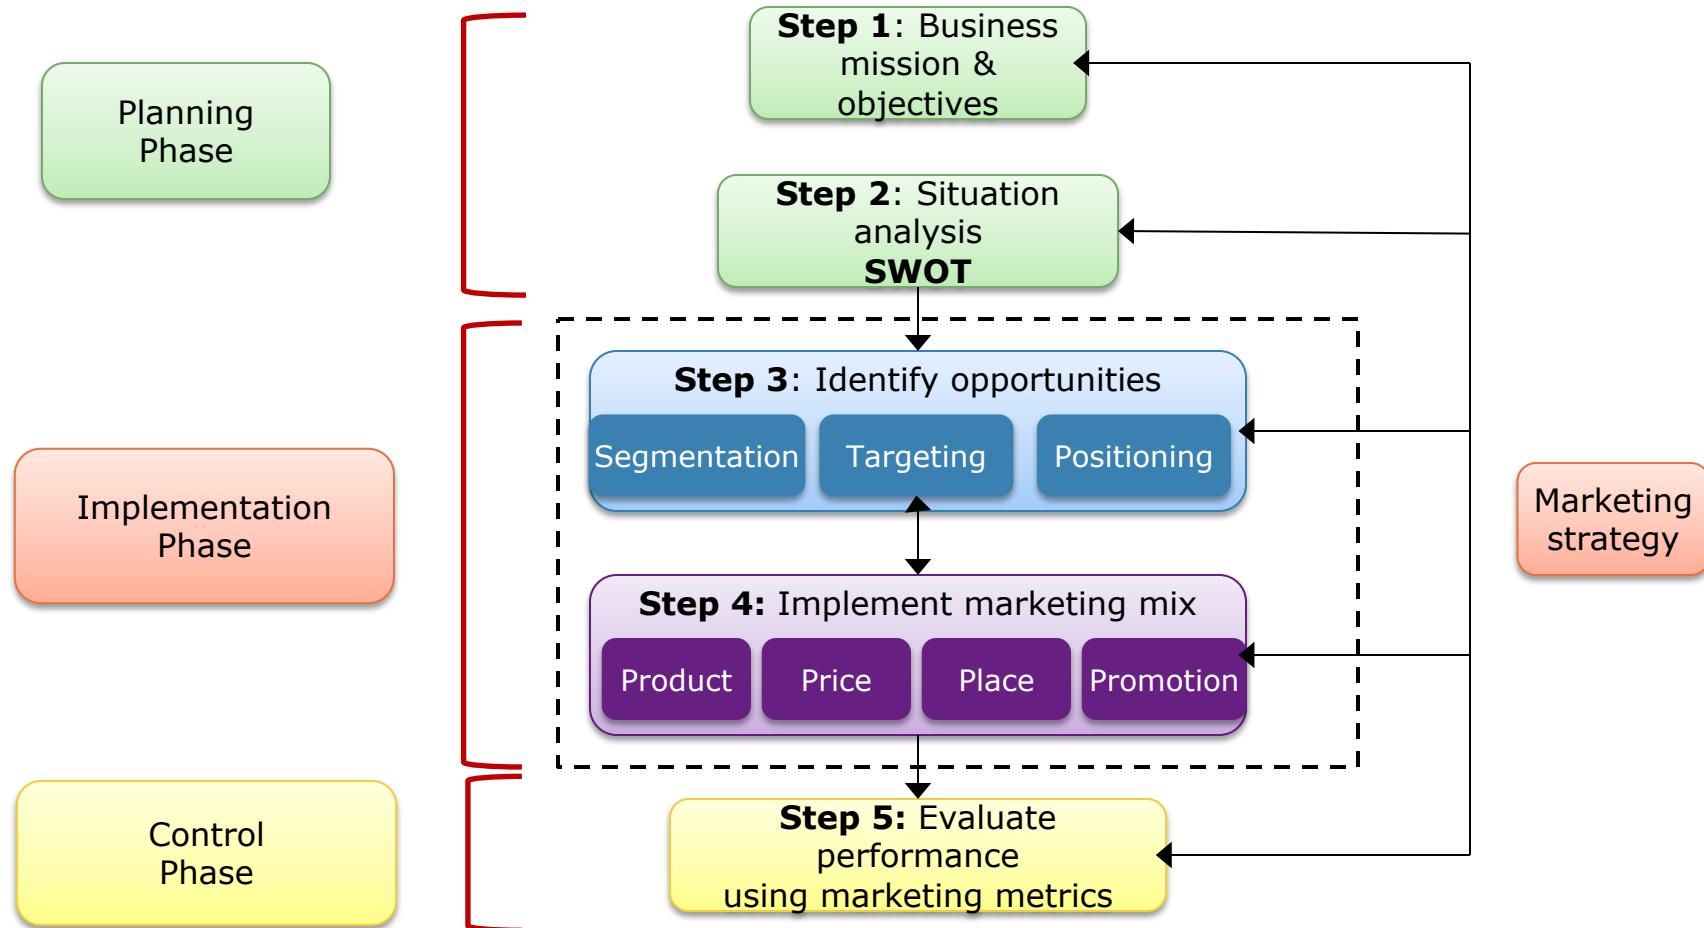 Planning
Phase
Step 1: Business
mission &
objectives
Step 2: Situation
analysis
SWOT
Implementation
Phase
Step 3: Identify opportunities
Segmentation
Targeting
Positioning
Step 4: Implement marketing mix
Product
Price
Place
Promotion
Marketing
strategy
Control
Phase
Step 5: Evaluate
performance
using marketing metrics